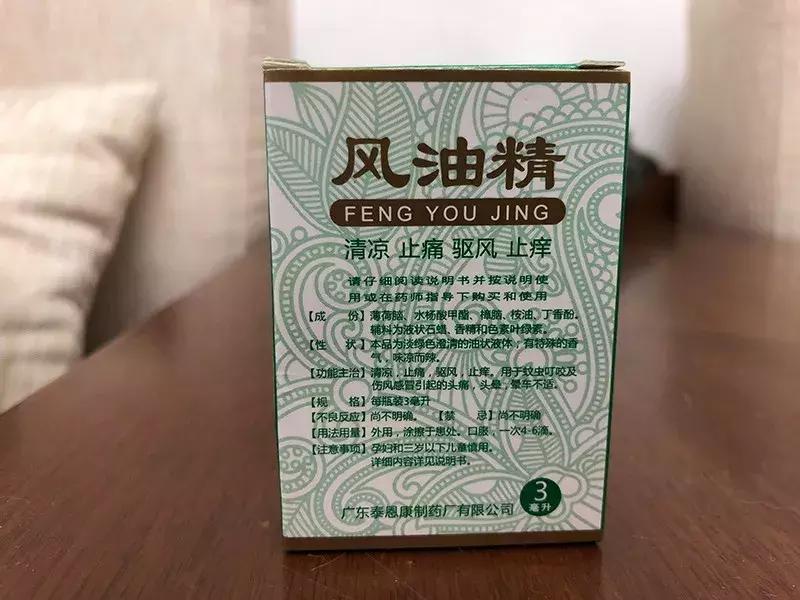 风油精
FENG YOU JING
清凉 止痛 驱风 止痒
请仔细阅读说明书并按说明使
用或在药师指导下购买和使用
【成 份】薄荷脑、水杨酸甲酯、樟脑、桉油、丁香酚。
辅料为液状石蜡、香精和色素叶绿素。
【性 状】本品为淡绿色澄清的油状液体；有特殊的香
气，味凉而辣。
【功能主治】清凉，止痛，驱风，止痒。用于蚊虫叮咬及
伤风感冒引起的头痛，头晕，晕车不适。
【规 格】每瓶装3毫升
【不良反应】尚不明确。 【禁 忌】尚不明确
【用法用量】外用，涂擦于患处。口服，一次4-6滴。
【注意事项】孕妇和三岁以下儿童慎用。
详细内容详见说明书。
广东泰恩康制药厂有限公司
3
毫升